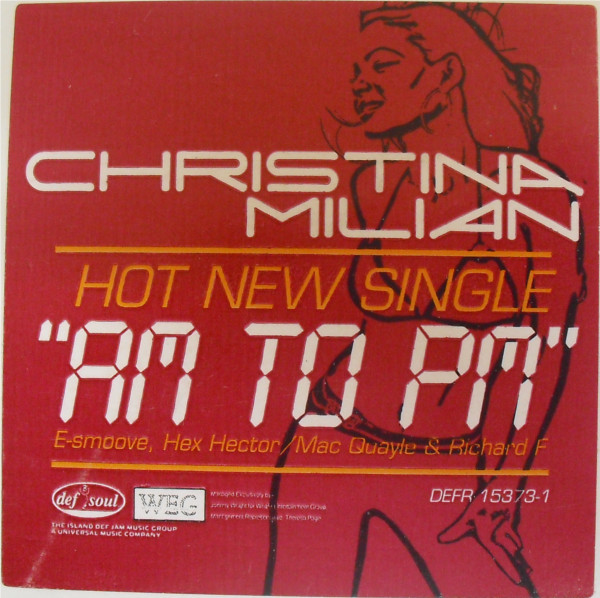 CHRISTINA
MILIAN
HOT NEW SINGLE
"AM TO PM"
E-smoove, Hex Hector/Mac Quayle & Richard F
def soul
WEG
DEFR 15373-1
THE ISLAND DEF JAM MUSIC GROUP
A UNIVERSAL MUSIC COMPANY